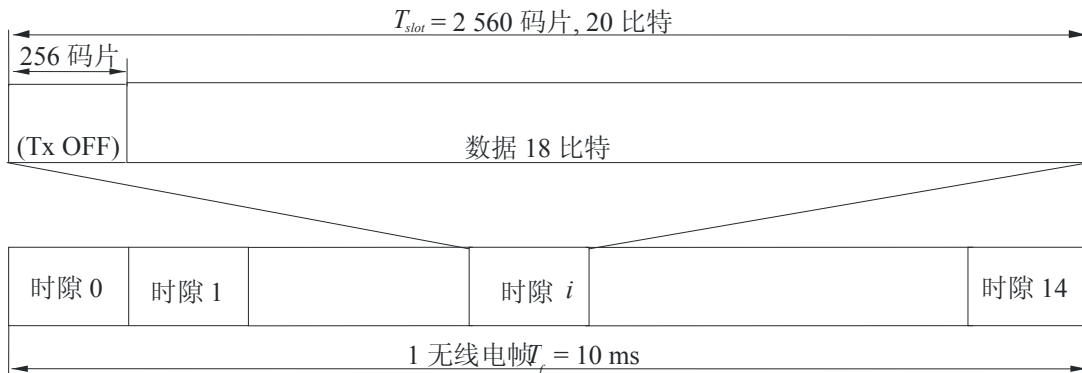 T_slot = 2 560 码片, 20 比特
256 码片
(Tx OFF)
数据 18 比特
时隙 0
时隙 1
时隙 i
时隙 14
1 无线电帧T_f = 10 ms